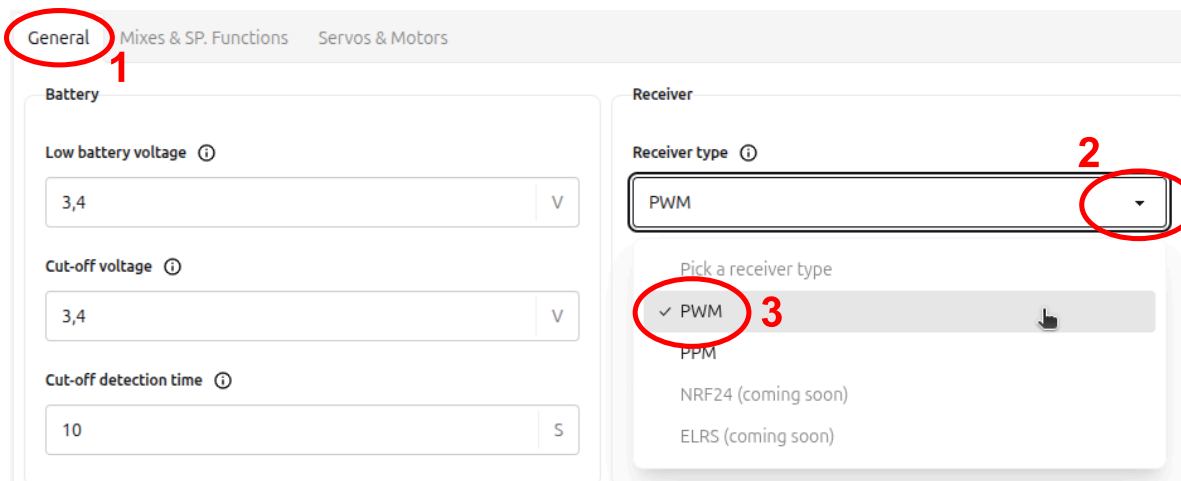 General Mixes & SP. Functions Servos & Motors
1
Battery
Low battery voltage
3,4 V
Cut-off voltage
3,4 V
Cut-off detection time
10 S
Receiver
Receiver type
2
PWM
Pick a receiver type
PWM 3
PPM
NRF24 (coming soon)
ELRS (coming soon)